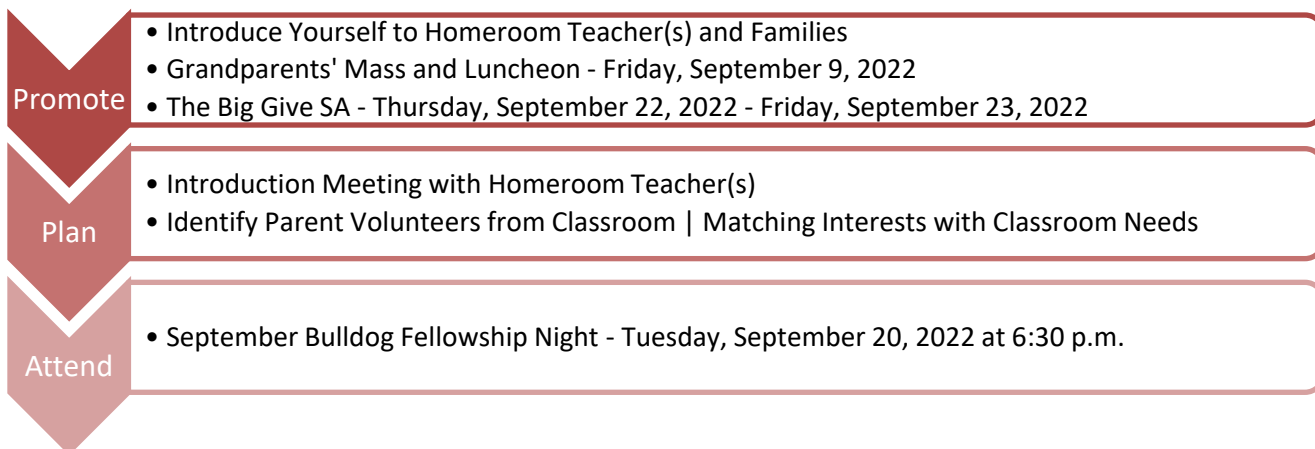 Promote
• Introduce Yourself to Homeroom Teacher(s) and Families
• Grandparents' Mass and Luncheon - Friday, September 9, 2022
• The Big Give SA - Thursday, September 22, 2022 - Friday, September 23, 2022
Plan
• Introduction Meeting with Homeroom Teacher(s)
• Identify Parent Volunteers from Classroom | Matching Interests with Classroom Needs
Attend
• September Bulldog Fellowship Night - Tuesday, September 20, 2022 at 6:30 p.m.